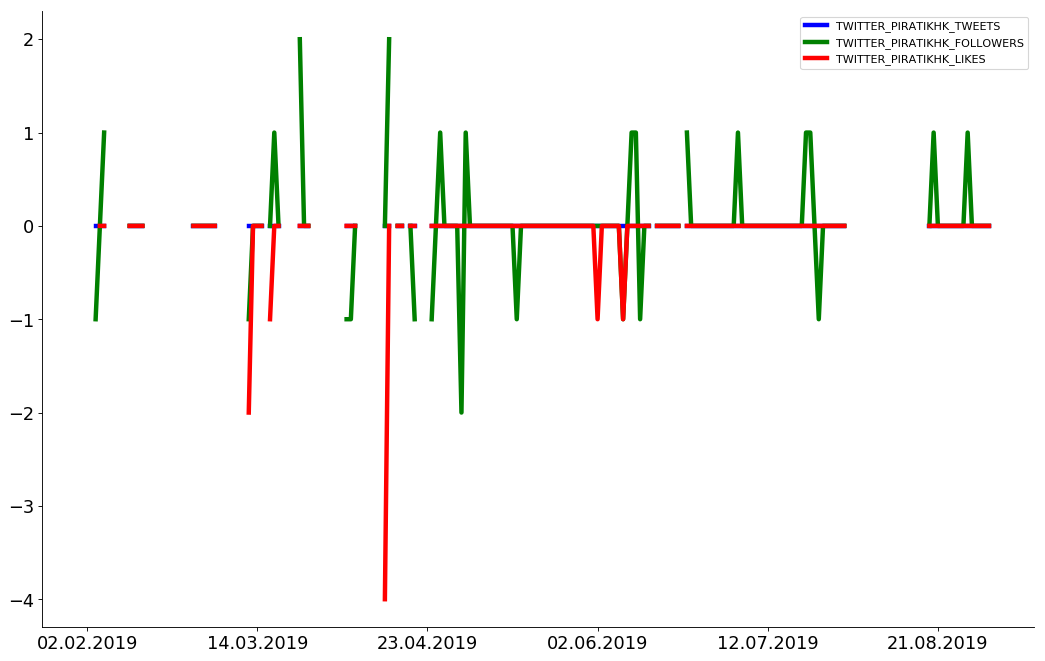 TWITTER_PIRATIKHK_TWEETS
TWITTER_PIRATIKHK_FOLLOWERS
TWITTER_PIRATIKHK_LIKES
2
1
0
−1
−2
−3
−4
02.02.2019 14.03.2019 23.04.2019 02.06.2019 12.07.2019 21.08.2019